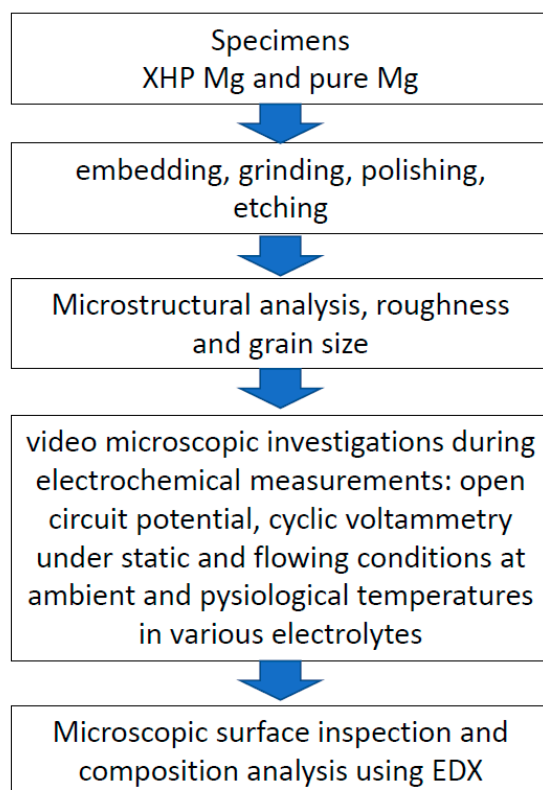 Specimens
XHP Mg and pure Mg
embedding, grinding, polishing,
etching
Microstructural analysis, roughness
and grain size
video microscopic investigations during
electrochemical measurements: open
circuit potential, cyclic voltammetry
under static and flowing conditions at
ambient and pysiological temperatures
in various electrolytes
Microscopic surface inspection and
composition analysis using EDX